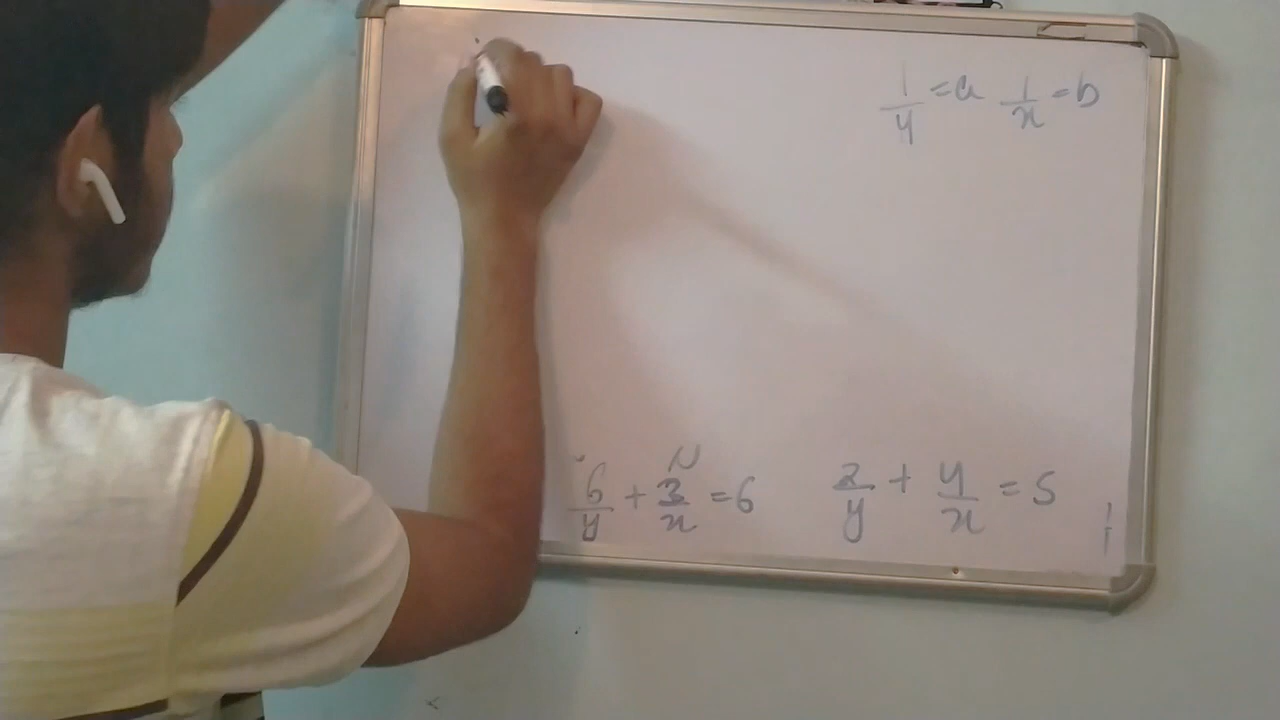 1/y = a 1/x = b
6/y + 3/x = 6 2/y + 4/x = 5